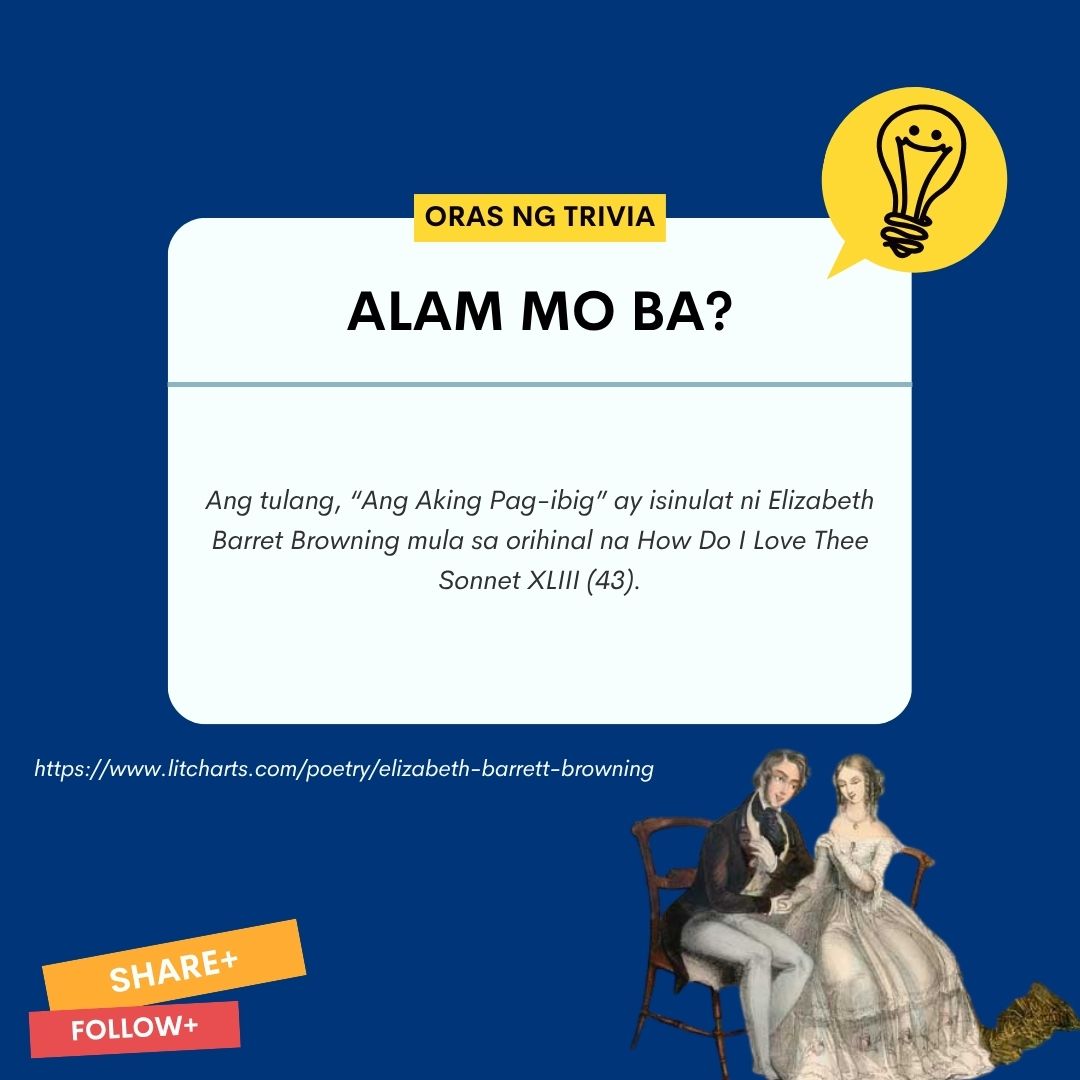 ORAS NG TRIVIA
ALAM MO BA?
Ang tulang, “Ang Aking Pag-ibig” ay isinulat ni Elizabeth
Barret Browning mula sa orihinal na How Do I Love Thee
Sonnet XLIII (43).
https://www.litcharts.com/poetry/elizabeth-barrett-browning
SHARE+
FOLLOW+